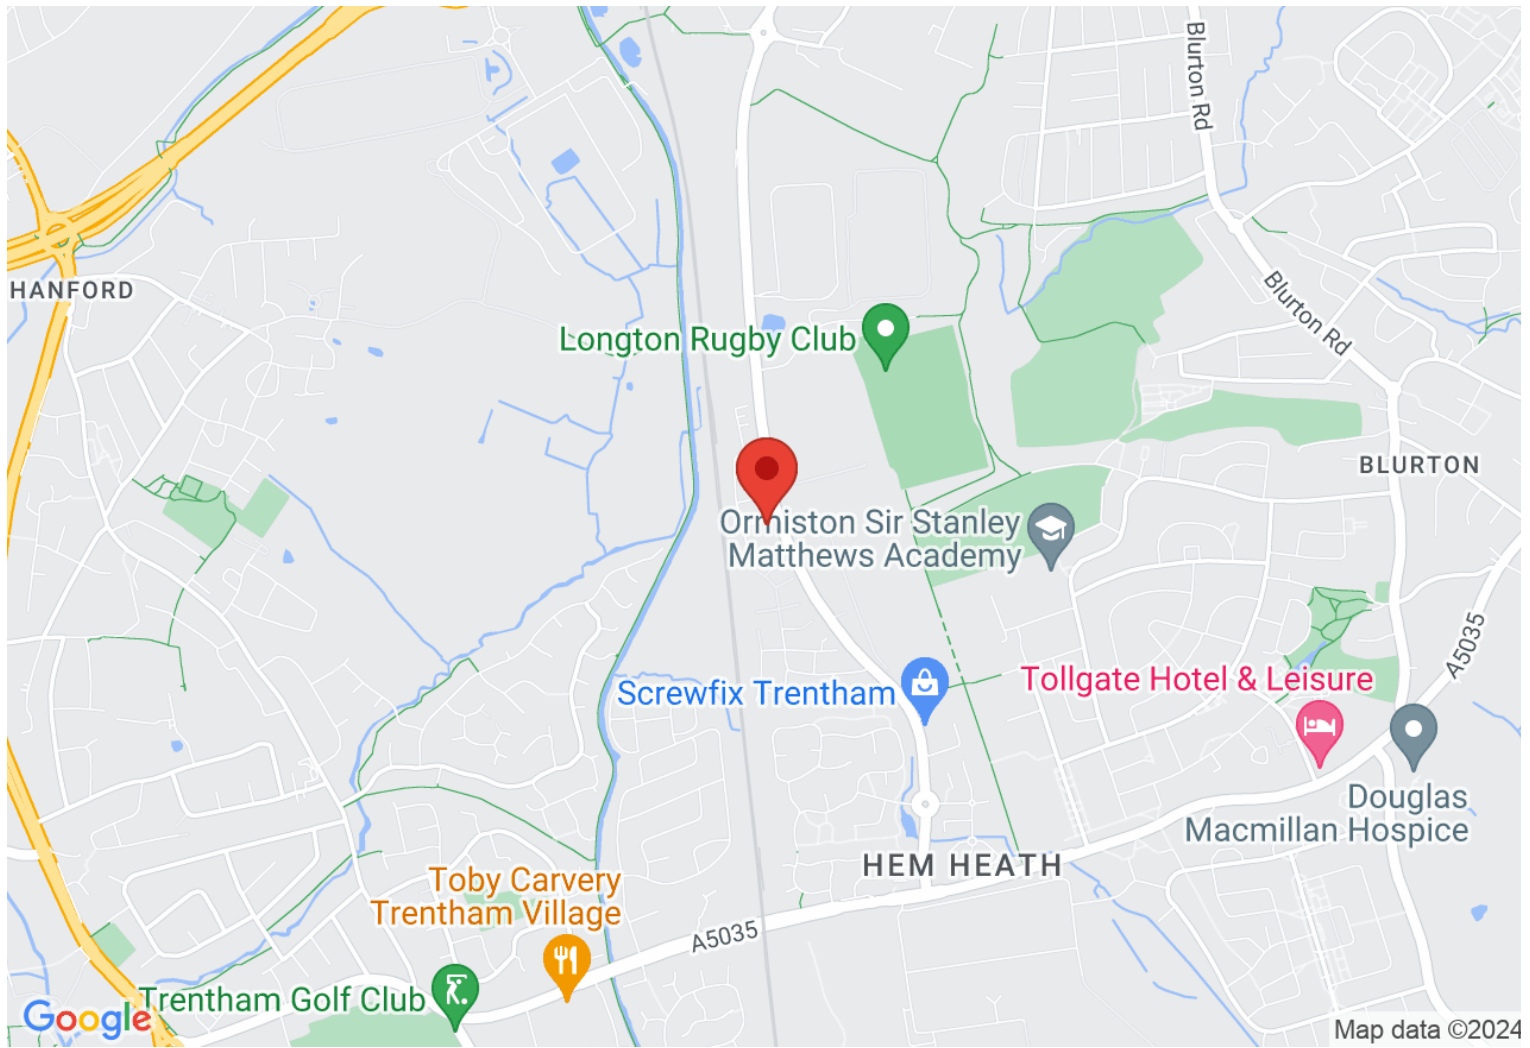 Blurton Rd
HANFORD
Blurton Rd
Longton Rugby Club
BLURTON
Ormiston Sir Stanley
Matthews Academy
A5035
Tollgate Hotel & Leisure
Screwfix Trentham
Douglas
Macmillan Hospice
HEM HEATH
Toby Carvery
Trentham Village
A5035
Trentham Golf Club
Google
Map data ©2024